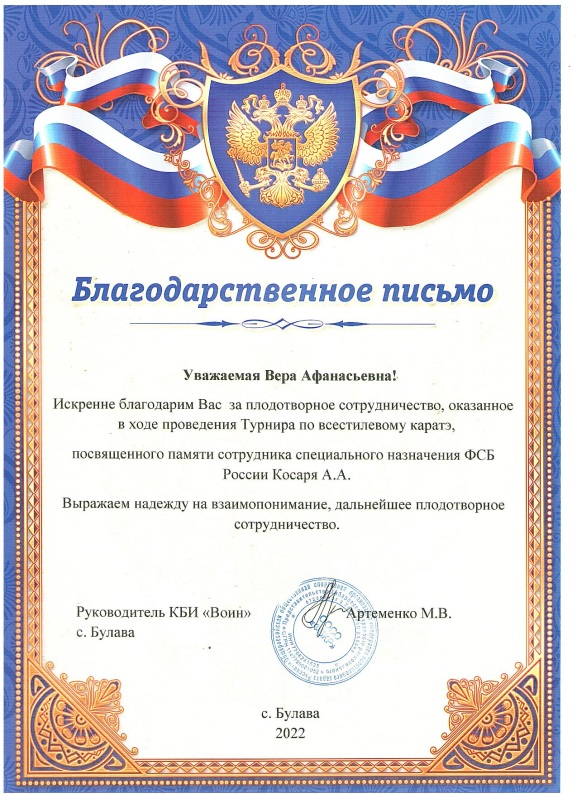 Благодарственное письмо
Уважаемая Вера Афанасьевна!
Искренне благодарим Вас за плодотворное сотрудничество, оказанное
в ходе проведения Турнира по всестилевому каратэ,
посвященного памяти сотрудника специального назначения ФСБ
России Косаря А.А.
Выражаем надежду на взаимопонимание, дальнейшее плодотворное
сотрудничество.
Руководитель КБИ «Воин» Артеменко М.В.
с. Булава
с. Булава
2022